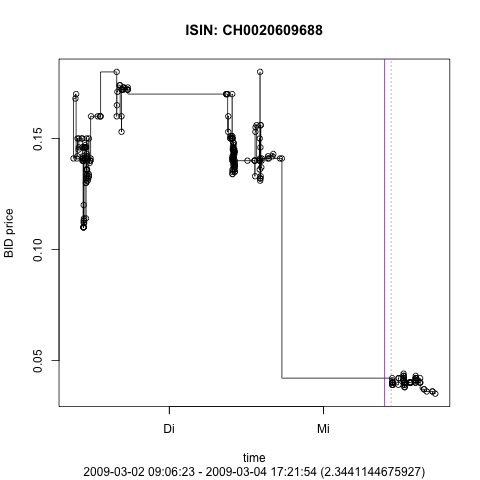 ISIN: CH0020609688
BID price
0.15
0.10
0.05
Di Mi
time
2009-03-02 09:06:23 - 2009-03-04 17:21:54 (2.3441144675927)